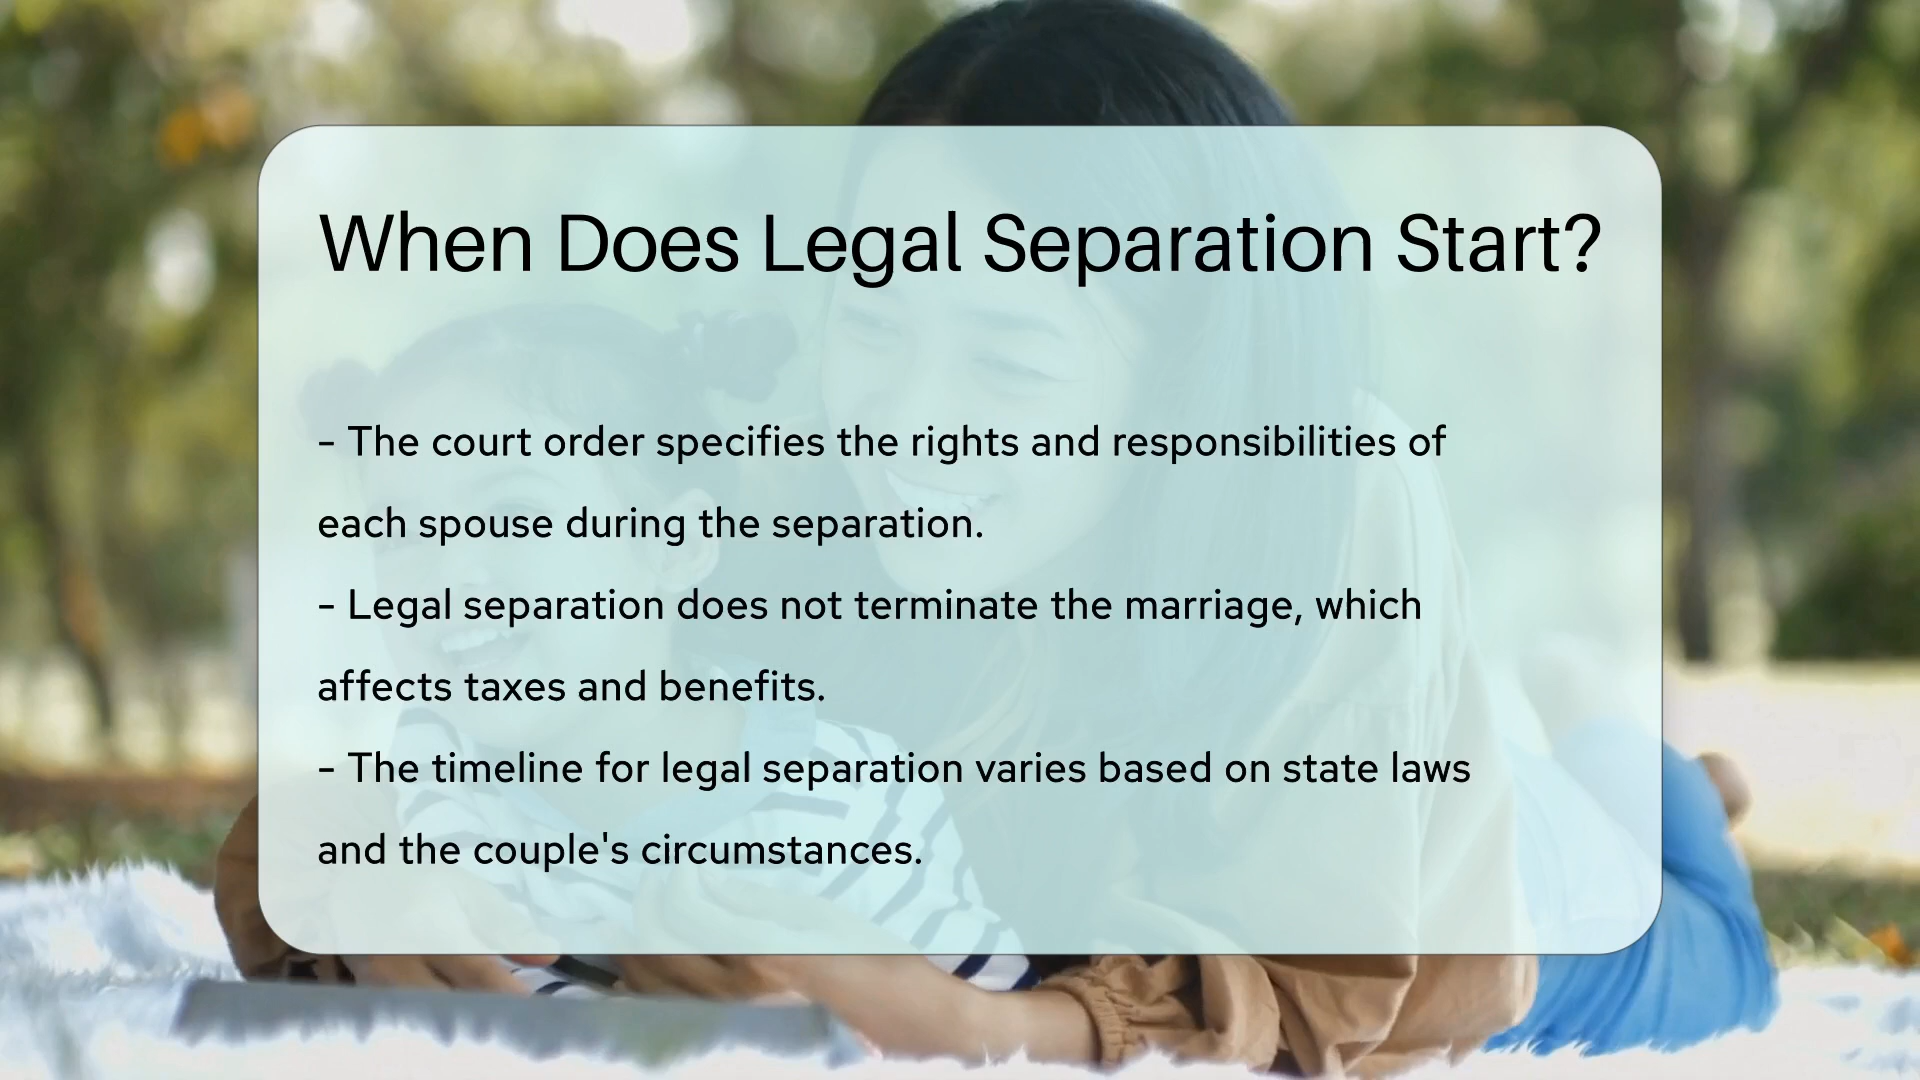 When Does Legal Separation Start?
- The court order specifies the rights and responsibilities of
each spouse during the separation.
- Legal separation does not terminate the marriage, which
affects taxes and benefits.
- The timeline for legal separation varies based on state laws
and the couple's circumstances.